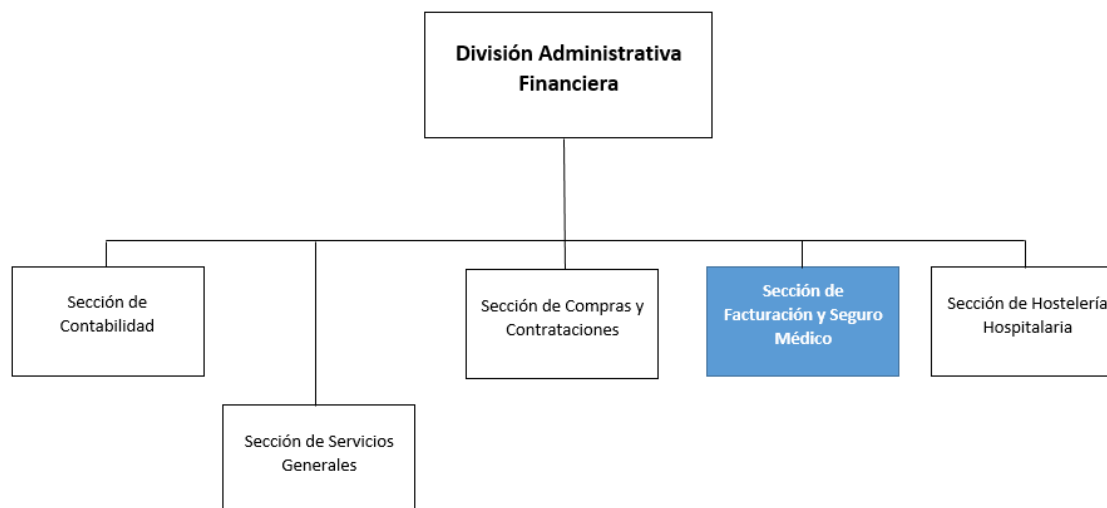 División Administrativa
Financiera
Sección de
Contabilidad
Sección de Compras y
Contrataciones
Sección de
Facturación y Seguro
Médico
Sección de Hostelería
Hospitalaria
Sección de Servicios
Generales